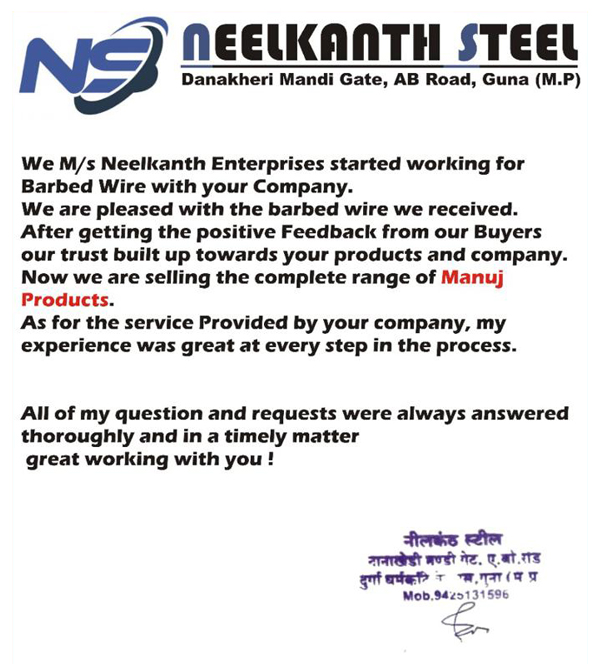 NS NEELKANTH STEEL
Danakheri Mandi Gate, AB Road, Guna (M.P)
We M/s Neelkanth Enterprises started working for
Barbed Wire with your Company.
We are pleased with the barbed wire we received.
After getting the positive Feedback from our Buyers
our trust built up towards your products and company.
Now we are selling the complete range of Manuj
Products.
As for the service Provided by your company, my
experience was great at every step in the process.
All of my question and requests were always answered
thoroughly and in a timely matter
great working with you !
नीलकंठ स्टील
दानाखेडी मण्डी गेट, ए.बी.रोड
दुर्गा गुना
Mob.9425131596